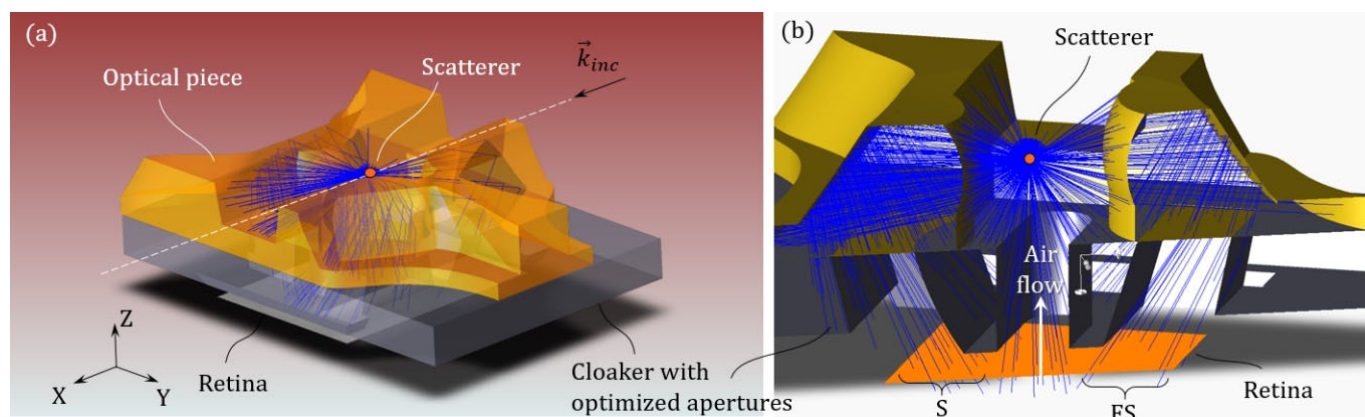 (a)
Scatterer
k inc
Optical piece
Z
X
Y
Retina
Cloaker with
optimized apertures
(b)
Scatterer
Air
flow
Retina
S
FS